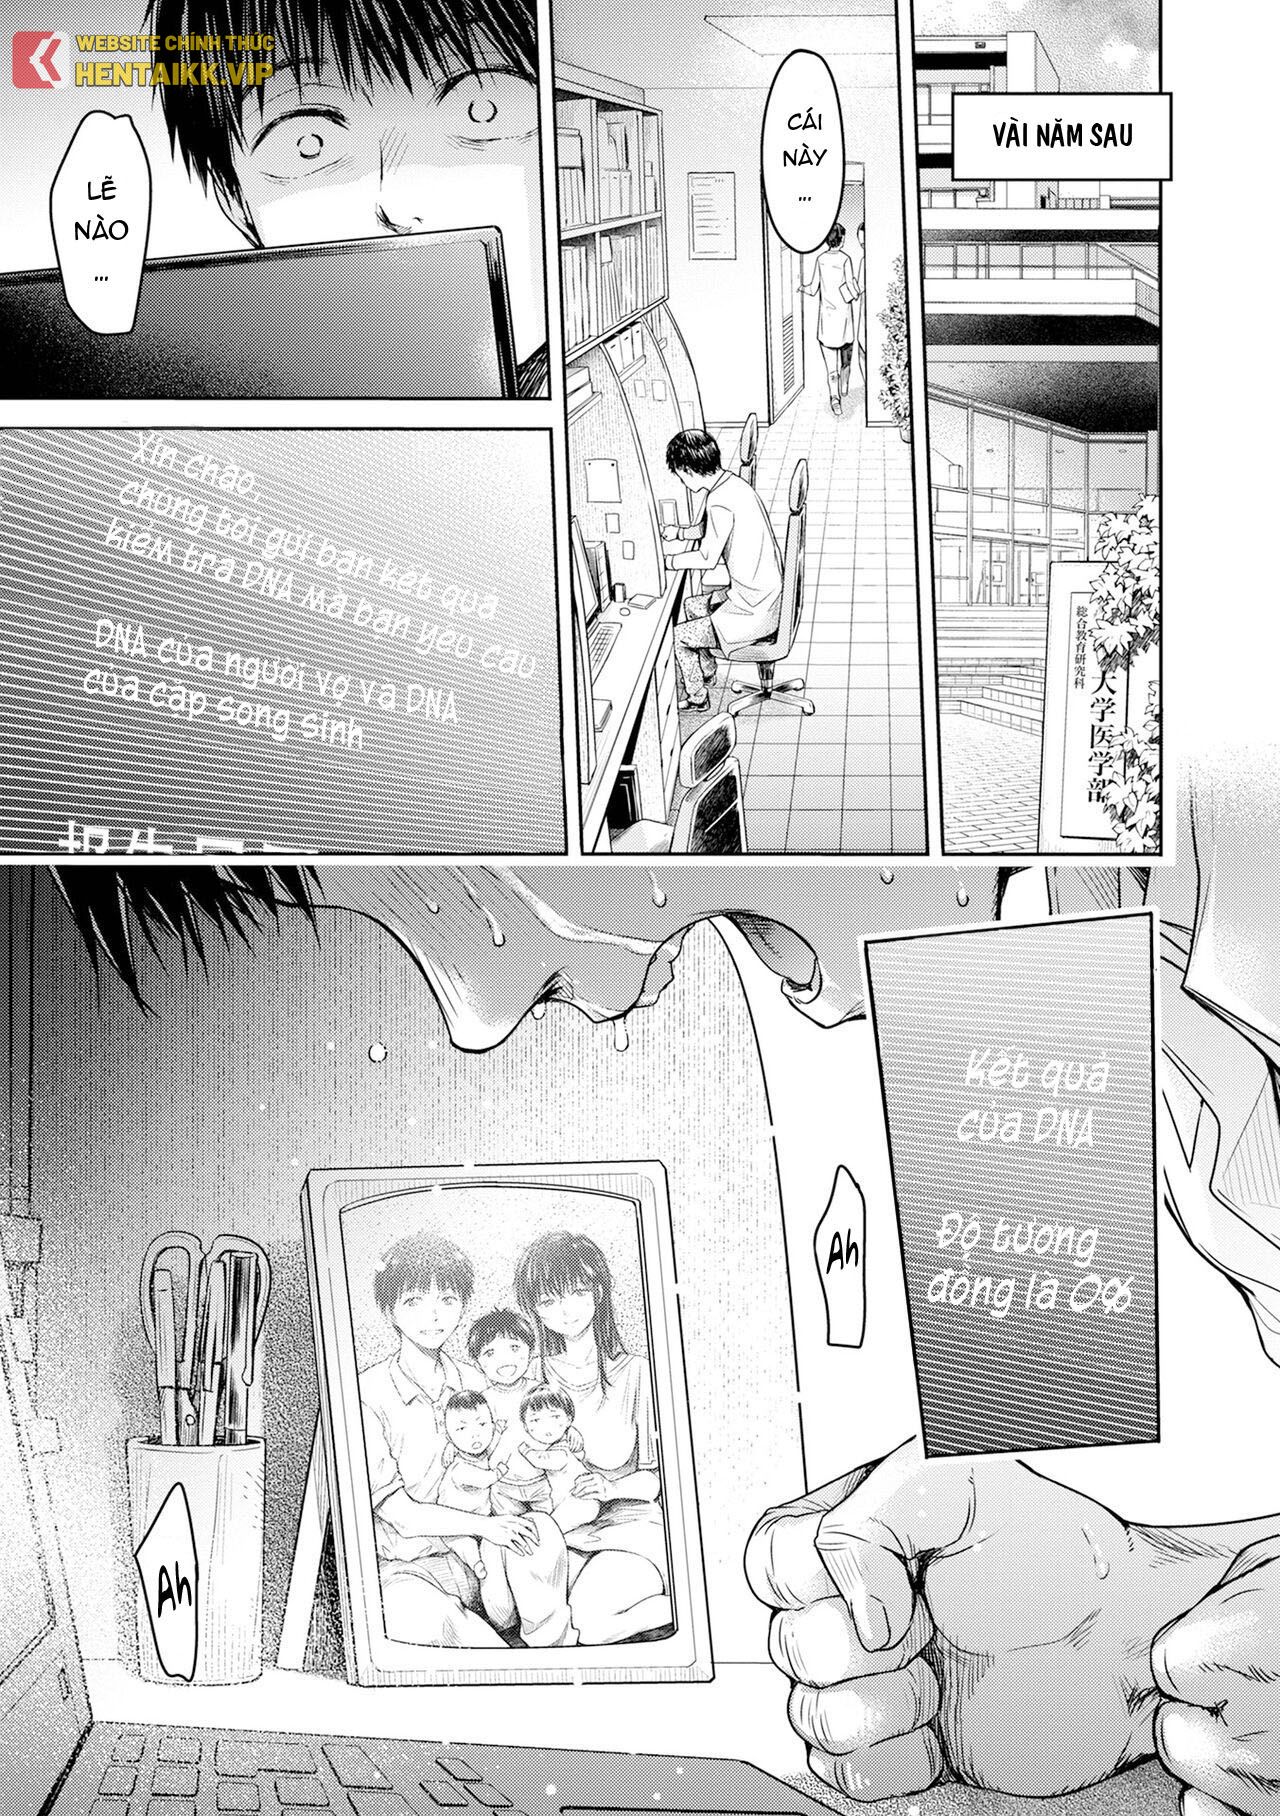 WEBSITE CHÍNH THỨC
HENTAIKK.VIP
VÀI NĂM SAU
総合教育研究科
大学医学部
CÁI
NÀY
...
LẼ
NÀO
...
Xin chào,
chúng tôi gửi bạn kết quả
kiểm tra DNA mà bạn yêu cầu
DNA của người vợ và DNA
của cặp song sinh
Kết quả
của DNA
Độ tương
đồng là 0%
Ah
Ah